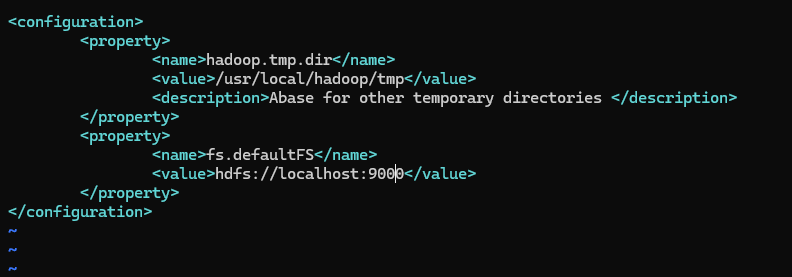 <configuration>
        <property>
                <name>hadoop.tmp.dir</name>
                <value>/usr/local/hadoop/tmp</value>
                <description>Abase for other temporary directories </description>
        </property>
        <property>
                <name>fs.defaultFS</name>
                <value>hdfs://localhost:9000</value>
        </property>
</configuration>
~
~
~